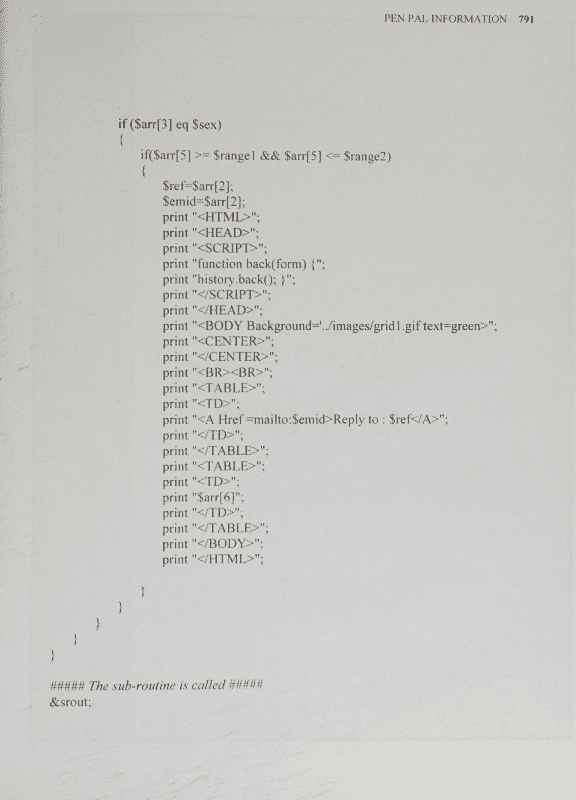 PEN PAL INFORMATION 791
if ($arr[3] eq $sex)
{
if($arr[5] >= $range1 && $arr[5] <= $range2)
{
$ref=$arr[2];
$emid=$arr[2];
print "<HTML>";
print "<HEAD>";
print "<SCRIPT>";
print "function back(form) {";
print "history.back(); }";
print "</SCRIPT>";
print "</HEAD>";
print "<BODY Background='../images/grid1.gif text=green>";
print "<CENTER>";
print "</CENTER>";
print "<BR><BR>";
print "<TABLE>";
print "<TD>";
print "<A Href =mailto:$emid>Reply to : $ref</A>";
print "</TD>";
print "</TABLE>";
print "<TABLE>";
print "<TD>";
print "$arr[6]";
print "</TD>";
print "</TABLE>";
print "</BODY>";
print "</HTML>";
}
}
}
}
}
##### The sub-routine is called #####
&srout;